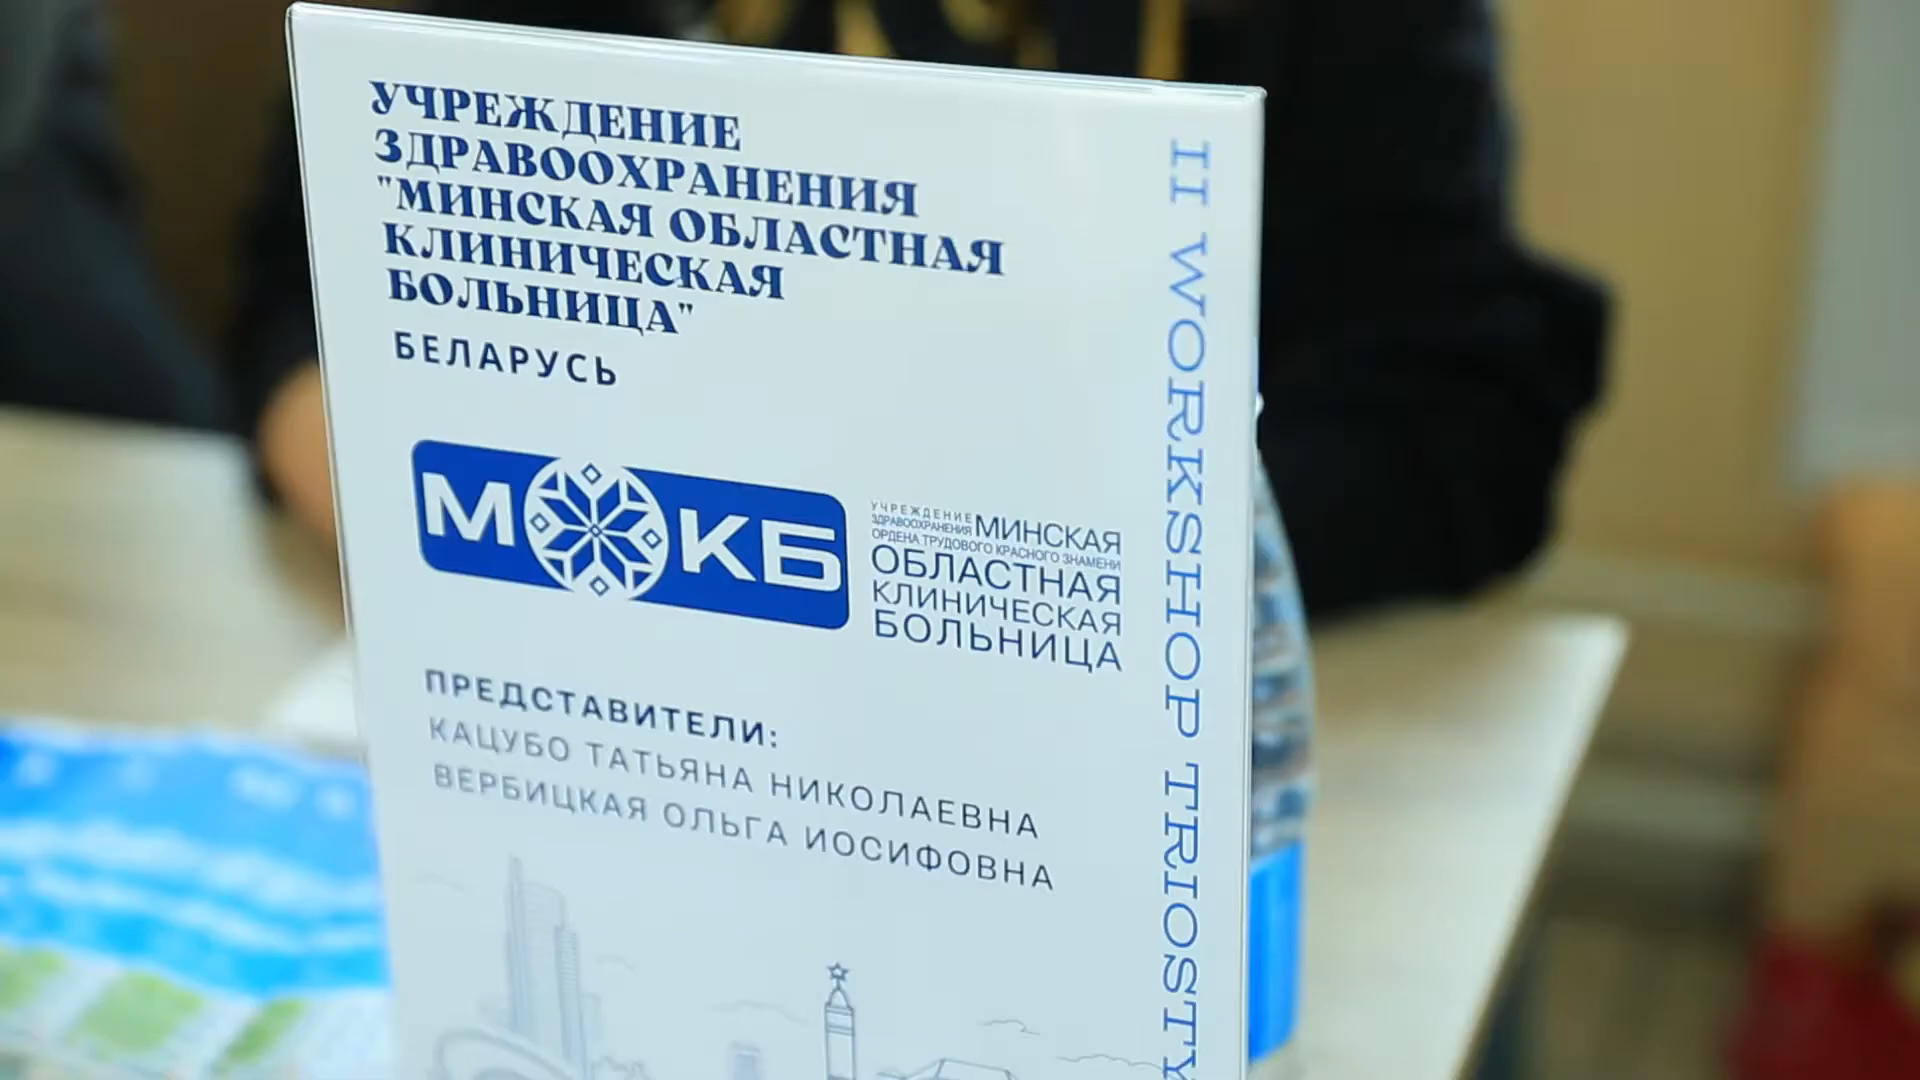 УЧРЕЖДЕНИЕ
ЗДРАВООХРАНЕНИЯ
"МИНСКАЯ ОБЛАСТНАЯ
КЛИНИЧЕСКАЯ
БОЛЬНИЦА"
БЕЛАРУСЬ
МОКБ
УЧРЕЖДЕНИЕ
ЗДРАВООХРАНЕНИЯ МИНСКАЯ
ОРДЕНА ТРУДОВОГО КРАСНОГО ЗНАМЕНИ
ОБЛАСТНАЯ
КЛИНИЧЕСКАЯ
БОЛЬНИЦА
ПРЕДСТАВИТЕЛИ:
КАЦУБО ТАТЬЯНА НИКОЛАЕВНА
ВЕРБИЦКАЯ ОЛЬГА ИОСИФОВНА
II WORKSHOP TRIOSTY